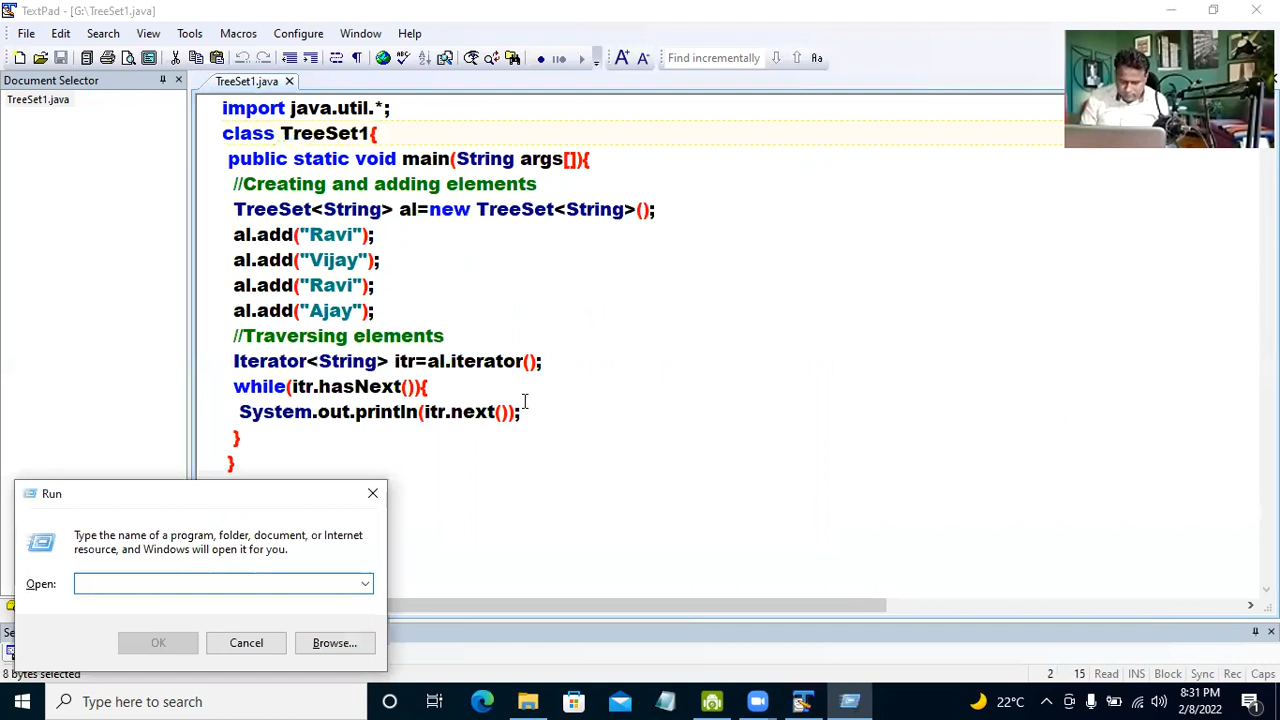 TextPad - [G:\TreeSet1.java]
File Edit Search View Tools Macros Configure Window Help
Find incrementally
Document Selector
TreeSet1.java
TreeSet1.java
import java.util.*;
class TreeSet1{
public static void main(String args[]){
//Creating and adding elements
TreeSet<String> al=new TreeSet<String>();
al.add("Ravi");
al.add("Vijay");
al.add("Ravi");
al.add("Ajay");
//Traversing elements
Iterator<String> itr=al.iterator();
while(itr.hasNext()){
System.out.println(itr.next());
}
}
Run
Type the name of a program, folder, document, or Internet
resource, and Windows will open it for you.
Open:
OK Cancel Browse...
8 bytes selected
2 15 Read INS Block Sync Rec Caps
Type here to search
22°C
8:31 PM
2/8/2022